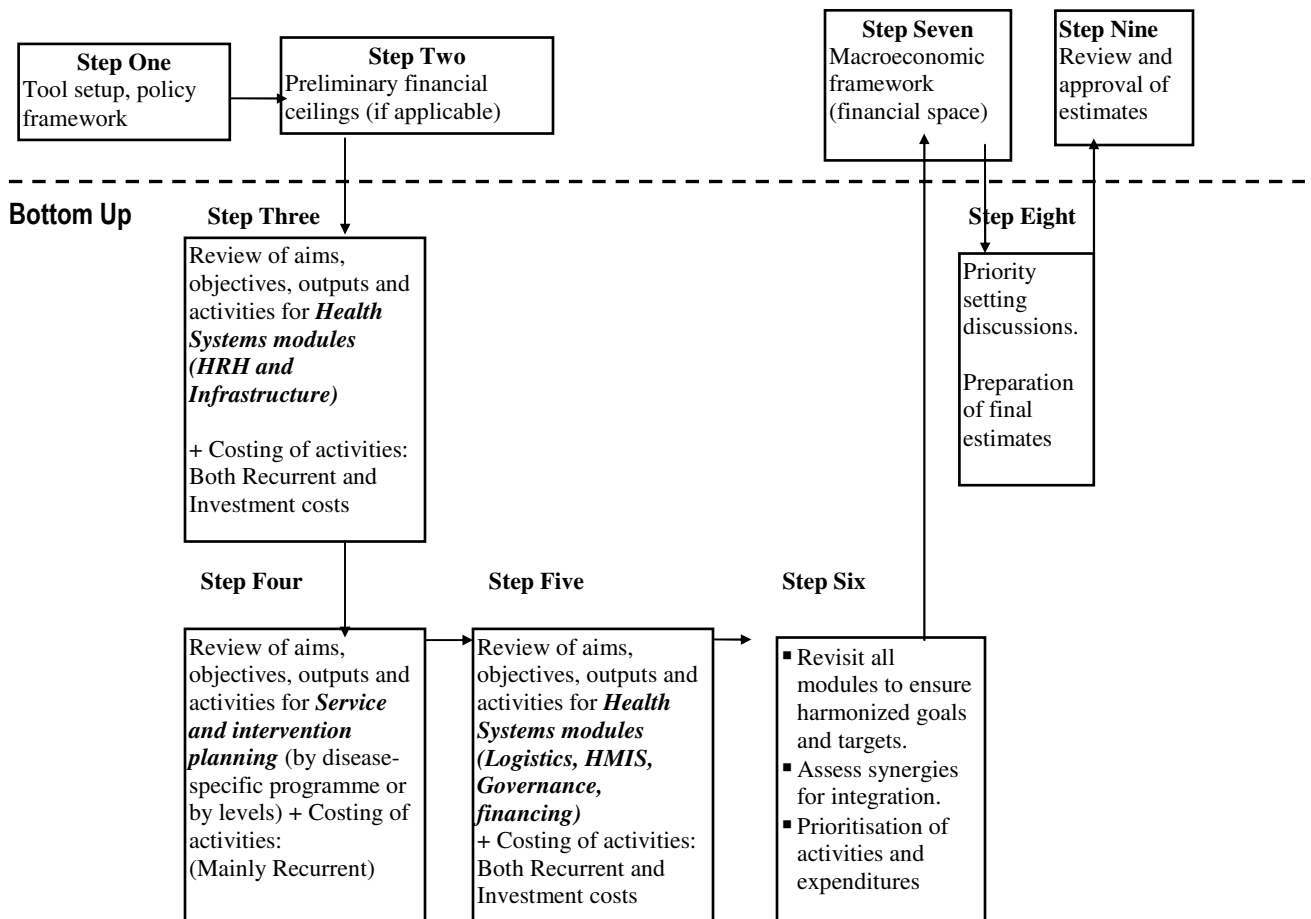 Step One
Tool setup, policy
framework
Step Two
Preliminary financial
ceilings (if applicable)
Step Seven
Macroeconomic
framework
(financial space)
Step Nine
Review and
approval of
estimates
Bottom Up
Step Three
Review of aims,
objectives, outputs and
activities for Health
Systems modules
(HRH and
Infrastructure)
+ Costing of activities:
Both Recurrent and
Investment costs
Step Eight
Priority
setting
discussions.
Preparation
of final
estimates
Step Four
Review of aims,
objectives, outputs and
activities for Service
and intervention
planning (by disease-
specific programme or
by levels) + Costing of
activities:
(Mainly Recurrent)
Step Five
Review of aims,
objectives, outputs and
activities for Health
Systems modules
(Logistics, HMIS,
Governance,
financing)
+ Costing of activities:
Both Recurrent and
Investment costs
Step Six
▪ Revisit all
modules to ensure
harmonized goals
and targets.
▪ Assess synergies
for integration.
▪ Prioritisation of
activities and
expenditures